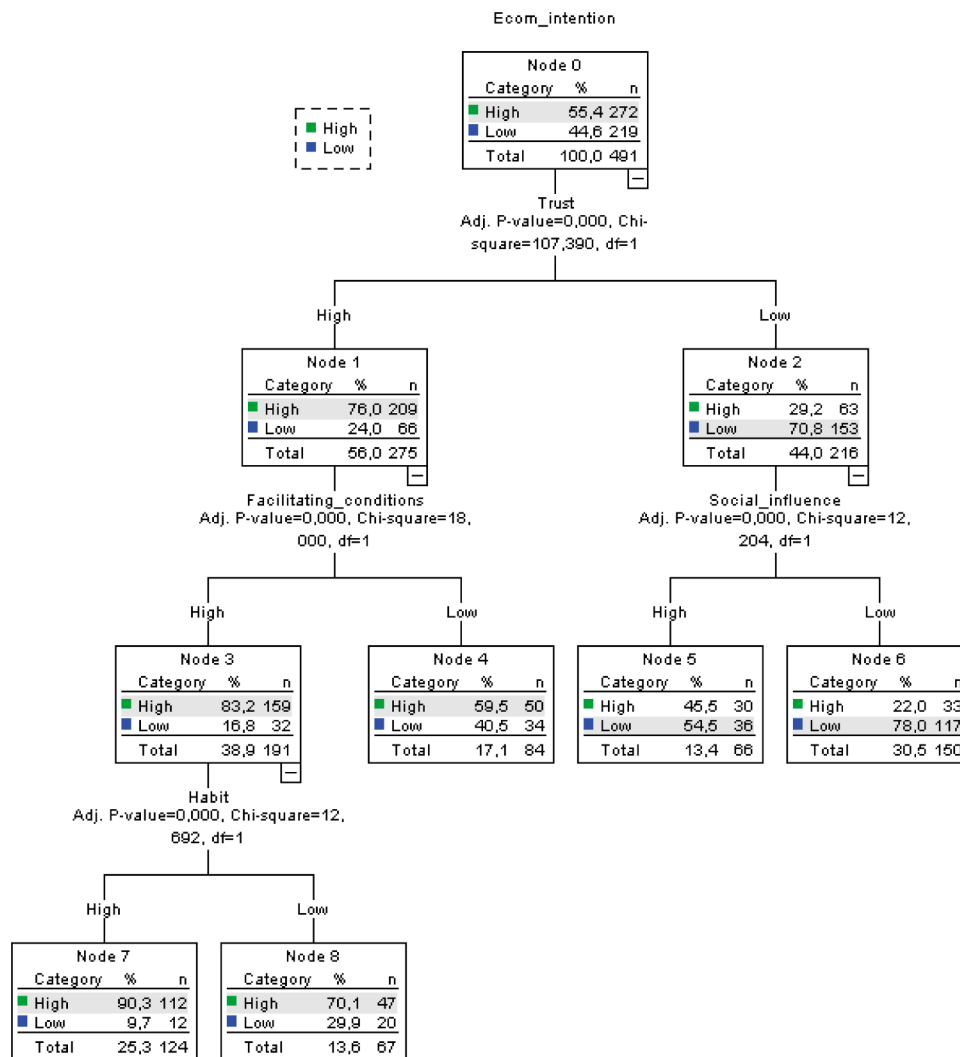 Ecom_intention
High
Low
Node 0
Category % n
High 55,4 272
Low 44,6 219
Total 100,0 491
Trust
Adj. P-value=0,000, Chi-
square=107,390, df=1
High
Low
Node 1
Category % n
High 76,0 209
Low 24,0 66
Total 56,0 275
Node 2
Category % n
High 29,2 63
Low 70,8 153
Total 44,0 216
Facilitating_conditions
Adj. P-value=0,000, Chi-square=18,
000, df=1
Social_influence
Adj. P-value=0,000, Chi-square=12,
204, df=1
High
Low
High
Low
Node 3
Category % n
High 83,2 159
Low 16,8 32
Total 38,9 191
Node 4
Category % n
High 59,5 50
Low 40,5 34
Total 17,1 84
Node 5
Category % n
High 45,5 30
Low 54,5 36
Total 13,4 66
Node 6
Category % n
High 22,0 33
Low 78,0 117
Total 30,5 150
Habit
Adj. P-value=0,000, Chi-square=12,
692, df=1
High
Low
Node 7
Category % n
High 90,3 112
Low 9,7 12
Total 25,3 124
Node 8
Category % n
High 70,1 47
Low 29,9 20
Total 13,6 67